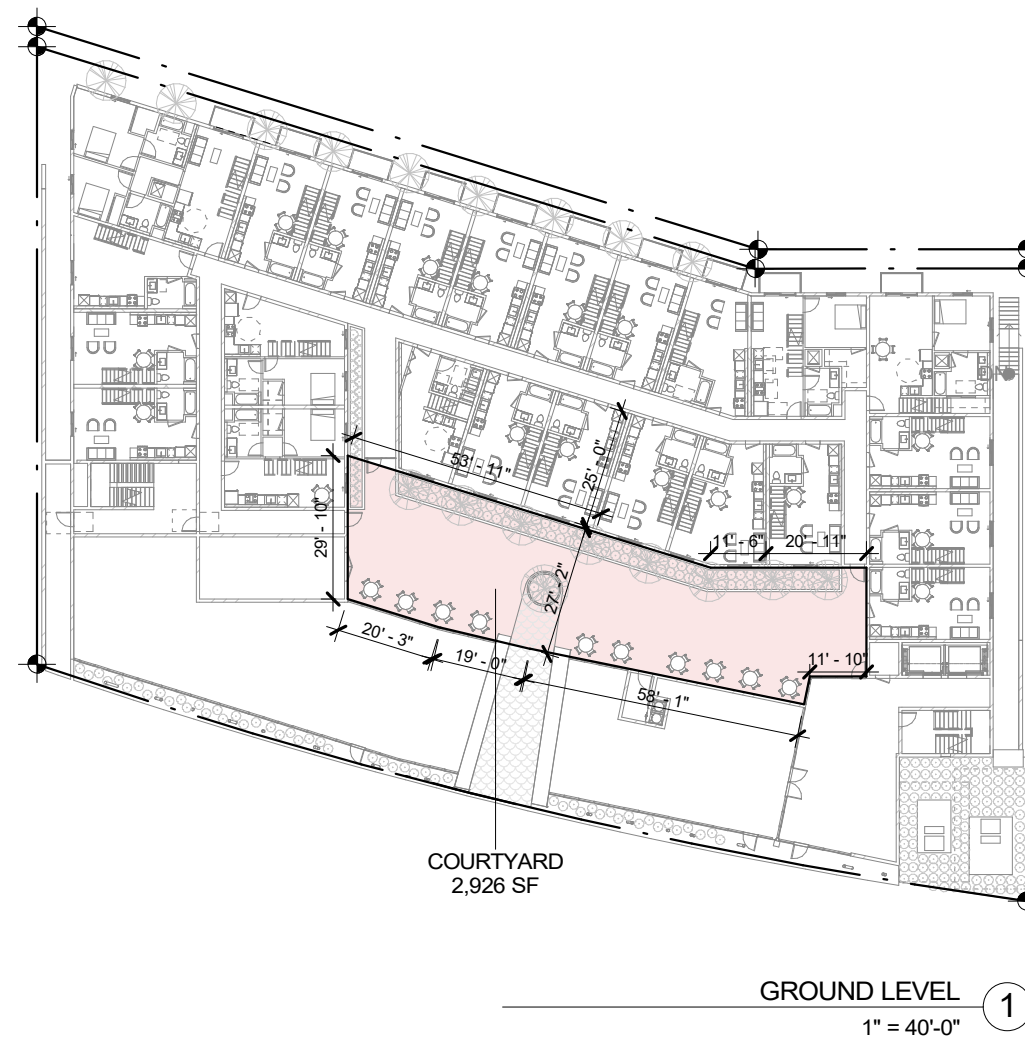 DN
53' - 11"
25' - 0"
29' - 10"
11' - 6"
20' - 11"
27' - 2"
20' - 3"
19' - 0"
11' - 10"
58' - 1"
COURTYARD
2,926 SF
GROUND LEVEL
1
1" = 40'-0"